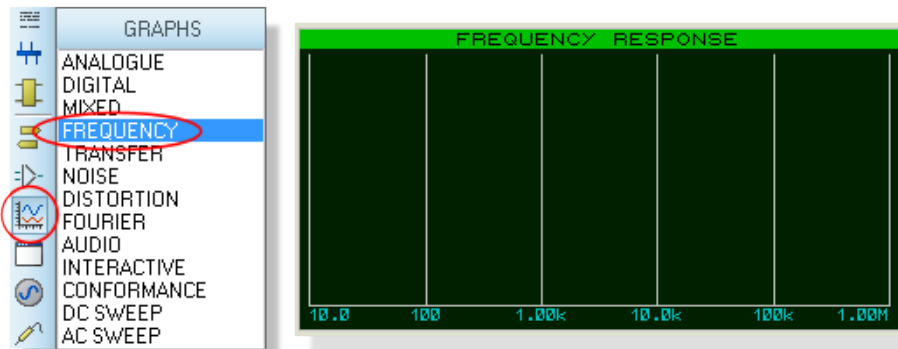 GRAPHS
ANALOGUE
DIGITAL
MIXED
FREQUENCY
TRANSFER
NOISE
DISTORTION
FOURIER
AUDIO
INTERACTIVE
CONFORMANCE
DC SWEEP
AC SWEEP
FREQUENCY RESPONSE
10.0 100 1.00k 10.0k 100k 1.00M